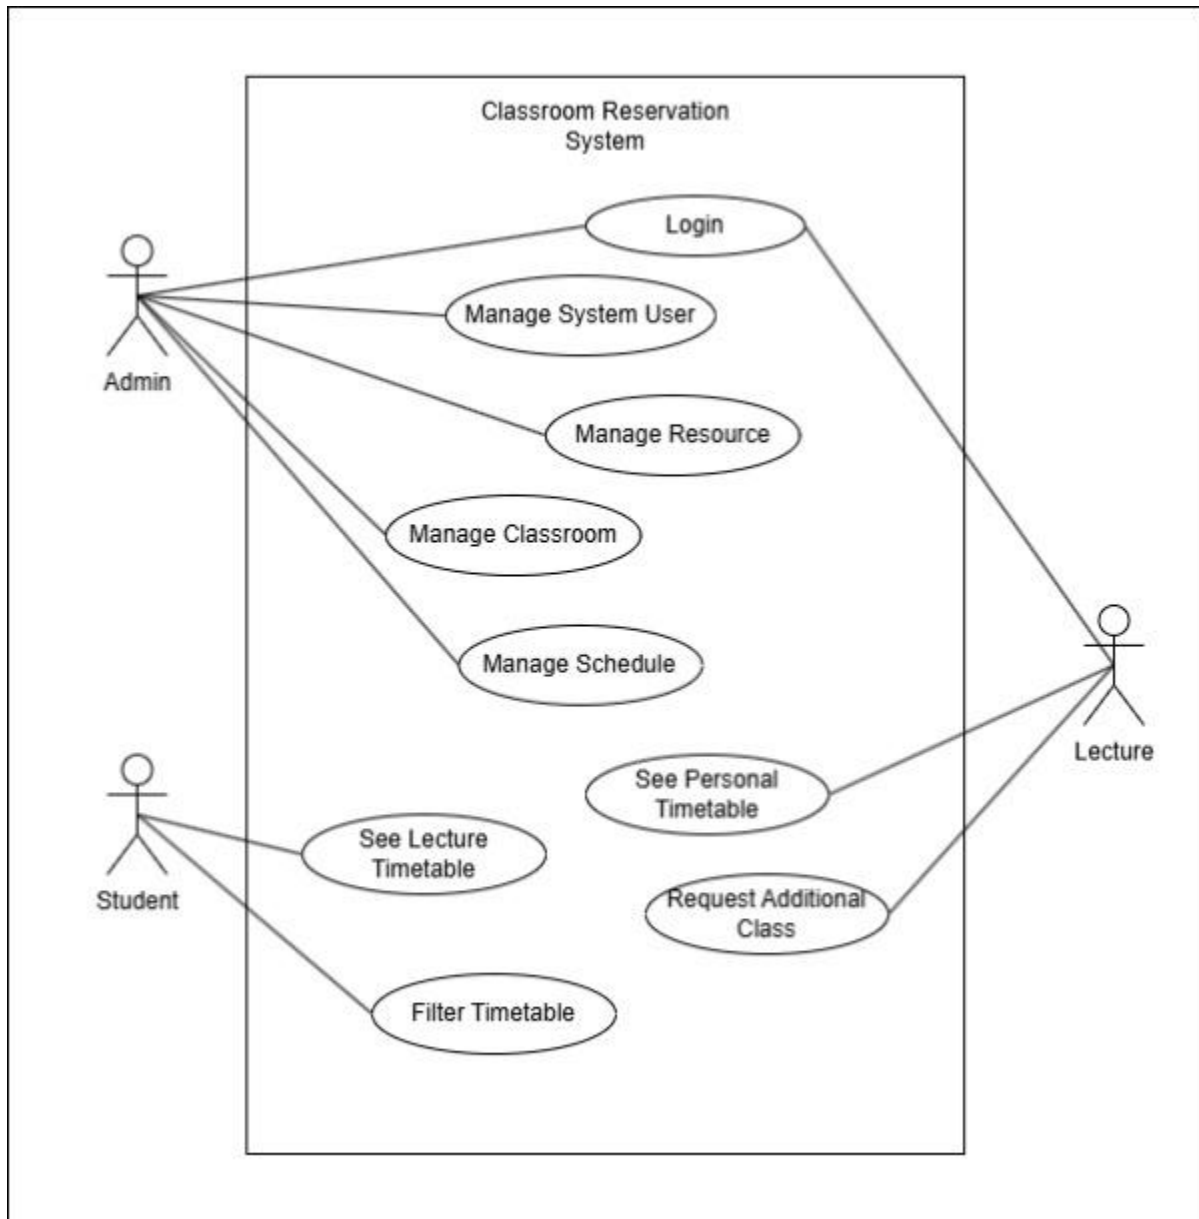 Classroom Reservation
System
Login
Manage System User
Admin
Manage Resource
Manage Classroom
Manage Schedule
Lecture
See Personal
Timetable
See Lecture
Timetable
Student
Request Additional
Class
Filter Timetable